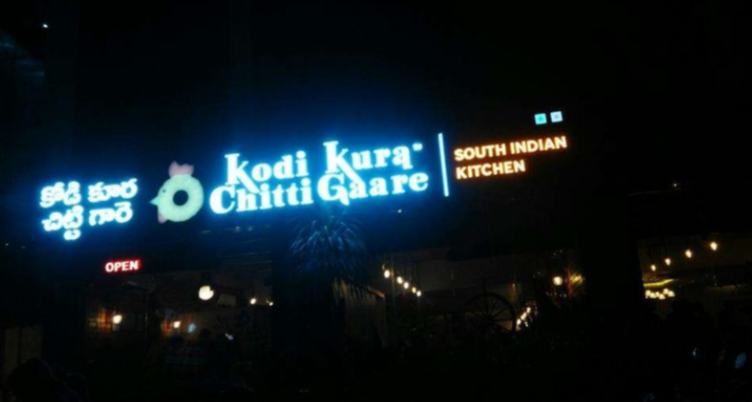 కోడి కూర
చిట్టి గారె
Kodi Kura
Chitti Gaare
SOUTH INDIAN
KITCHEN
OPEN